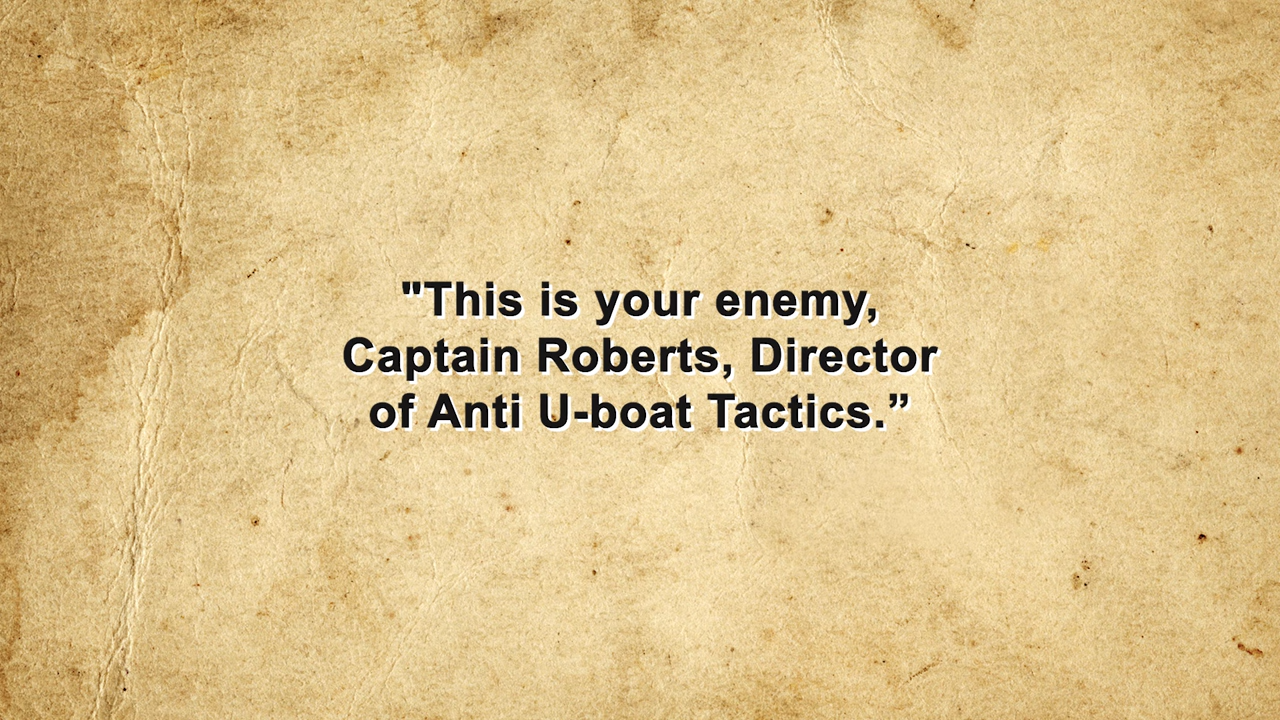 "This is your enemy,
Captain Roberts, Director
of Anti U-boat Tactics.”